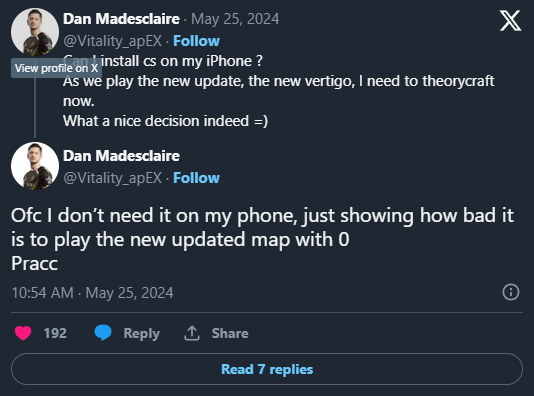 Dan Madesclaire · May 25, 2024
@Vitality_apEX · Follow
View profile on X
Can I install cs on my iPhone ?
As we play the new update, the new vertigo, I need to theorycraft
now.
What a nice decision indeed =)
Dan Madesclaire
@Vitality_apEX · Follow
Ofc I don’t need it on my phone, just showing how bad it
is to play the new updated map with 0
Pracc
10:54 AM · May 25, 2024
192 Reply Share
Read 7 replies